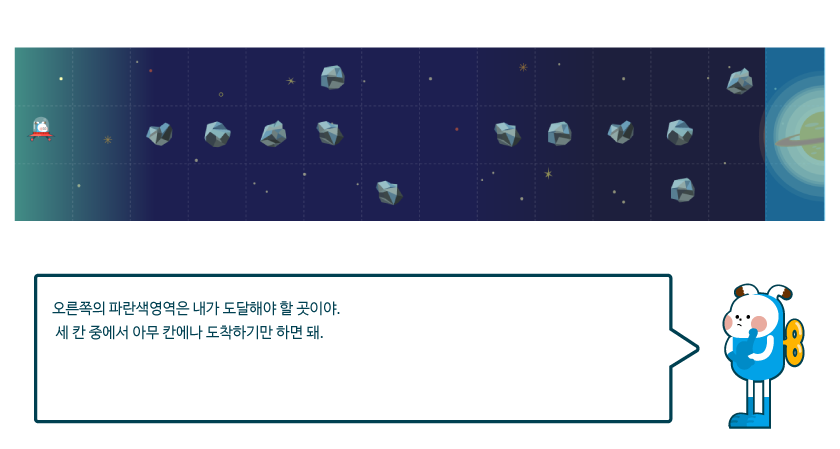 오른쪽의 파란색영역은 내가 도달해야 할 곳이야.
세 칸 중에서 아무 칸에나 도착하기만 하면 돼.